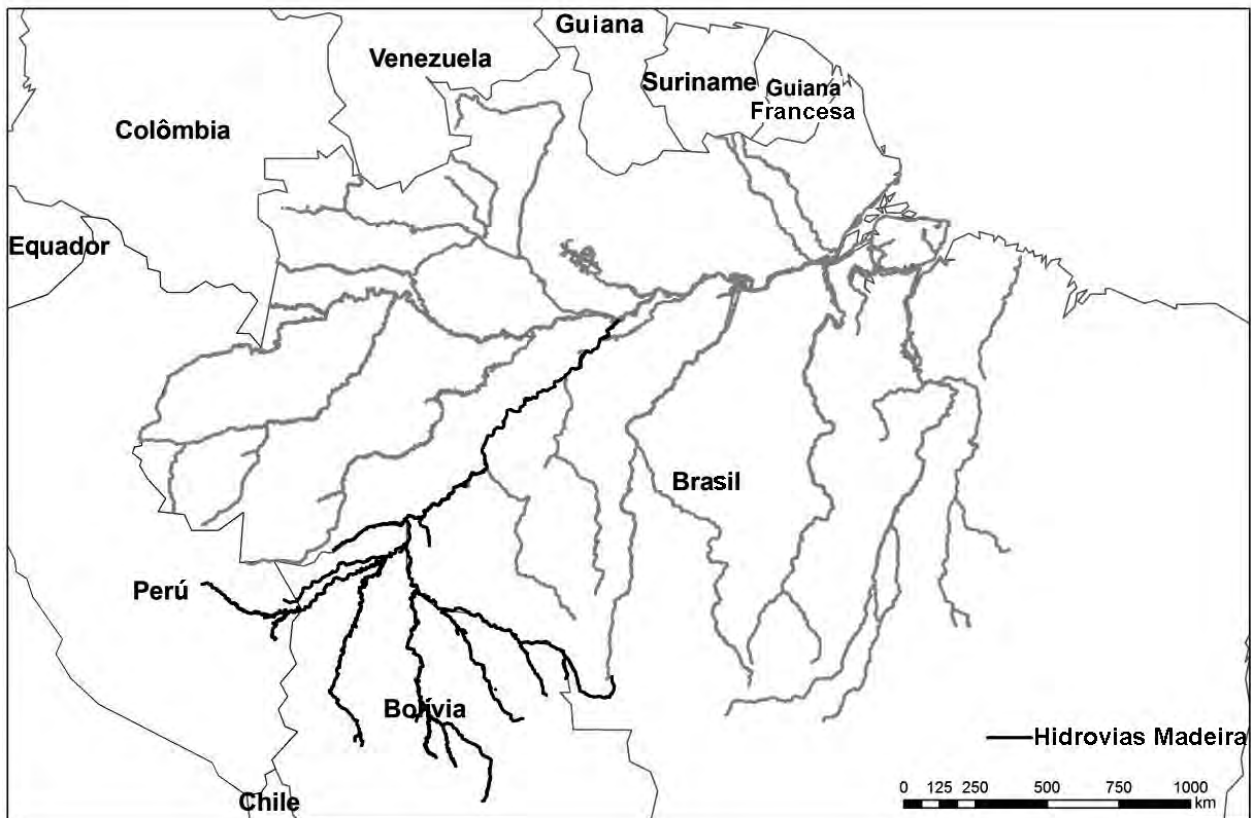 Guiana
Venezuela
Suriname
Guiana
Francesa
Colômbia
Equador
Brasil
Perú
Bolívia
Hidrovias Madeira
Chile
0 125 250 500 750 1000
km